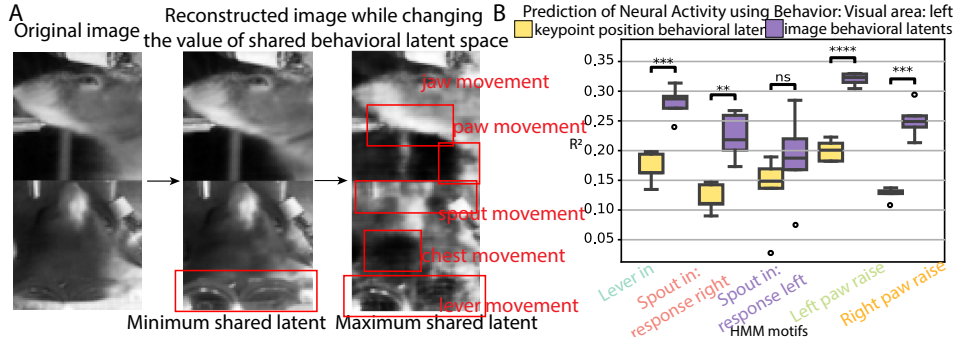 A
Original image
Reconstructed image while changing
the value of shared behavioral latent space
jaw movement
paw movement
spout movement
chest movement
lever movement
Minimum shared latent
Maximum shared latent
B
Prediction of Neural Activity using Behavior: Visual area: left
keypoint position behavioral laten
image behavioral latents
R²
0,35
0,30
0,25
0,20
0,15
0,10
0,05
***
**
ns
****
***
Lever in
Spout in:
response right
Spout in:
response left
Left paw raise
Right paw raise
HMM motifs